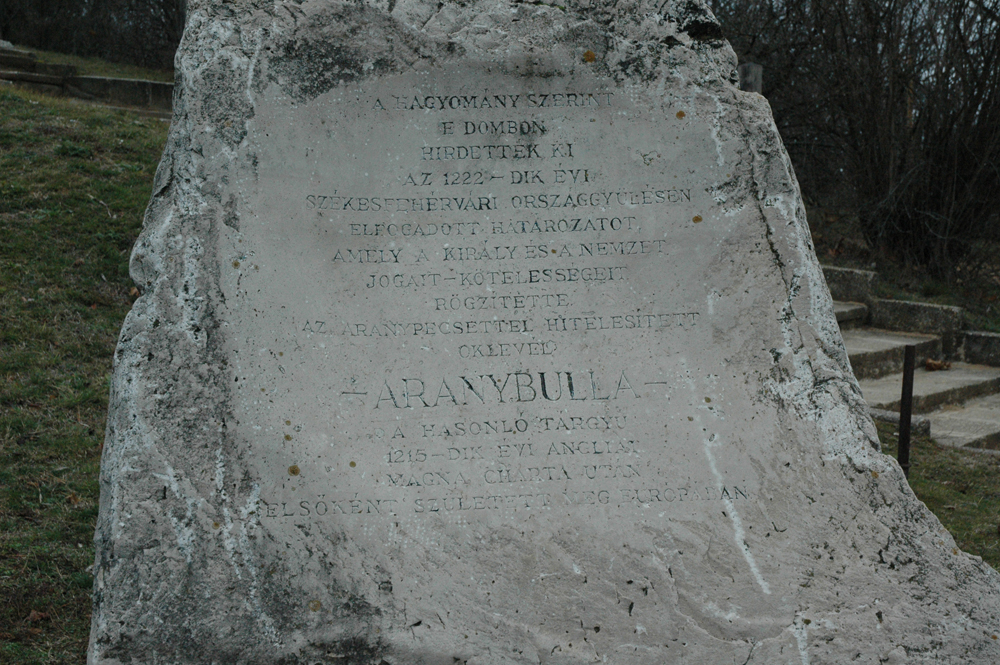 A HAGYOMÁNY SZERINT
E DOMBON
HIRDETTÉK KI
AZ 1222-DIK ÉVI
SZÉKESFEHÉRVÁRI ORSZÁGGYŰLÉSEN
ELFOGADOTT HATÁROZATOT,
AMELY A KIRÁLY ÉS A NEMZET
JOGAIT-KÖTELESSÉGEIT
RÖGZÍTETTE.
AZ ARANYPECSÉTTEL HITELESÍTETT
OKLEVÉL
-ARANYBULLA-
A HASONLÓ TÁRGYÚ
1215-DIK ÉVI ANGLIAI
MAGNA CHARTA UTÁN
ELSŐKÉNT SZÜLETETT MEG EURÓPÁBAN